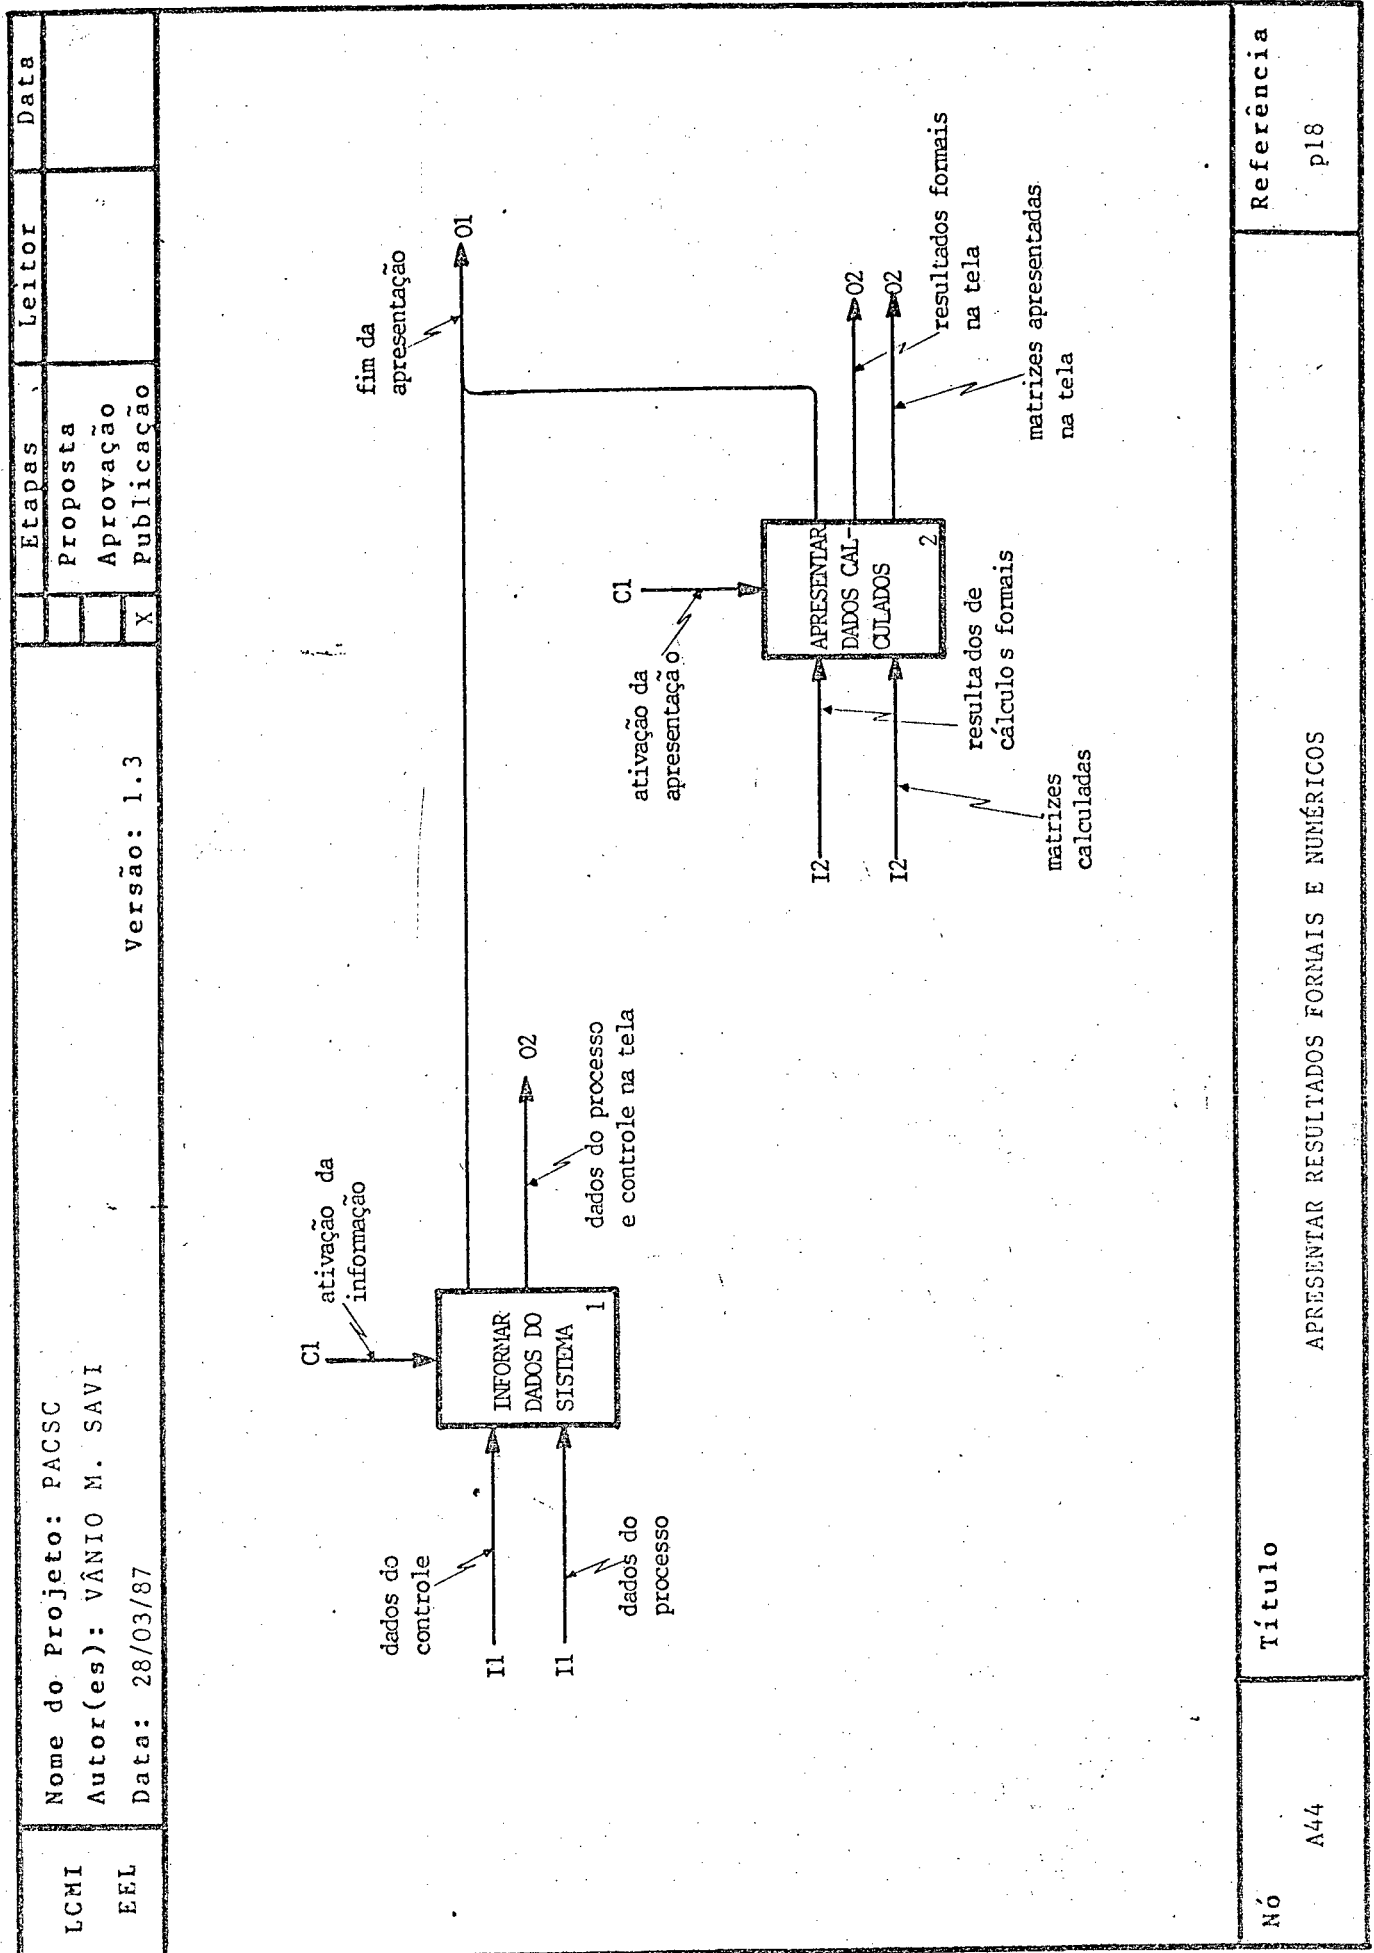 LCMI
EEL
Nome do Projeto: PACSC
Autor(es): VÂNIO M. SAVI
Data: 28/03/87
Versão: 1.3
Etapas
Leitor
Data
Proposta
Aprovação
X Publicação
C1
ativação da
informação
fim da
apresentação
O1
dados do
controle
I1
I1
dados do
processo
INFORMAR
DADOS DO
SISTEMA
1
O2
dados do processo
e controle na tela
C1
ativação da
apresentação
I2
I2
APRESENTAR
DADOS CAL-
CULADOS
2
O2
O2
resultados formais
na tela
matrizes apresentadas
na tela
resultados de
cálculos formais
matrizes
calculadas
Nó
A44
Título
APRESENTAR RESULTADOS FORMAIS E NUMÉRICOS
Referência
p18